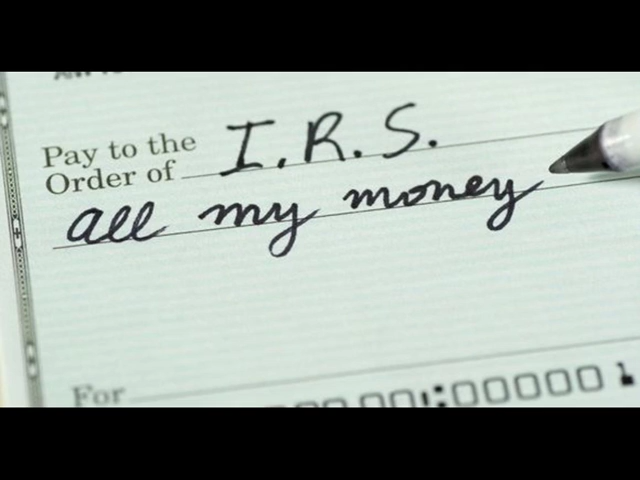 Pay to the
Order of I.R.S.
all my money
For